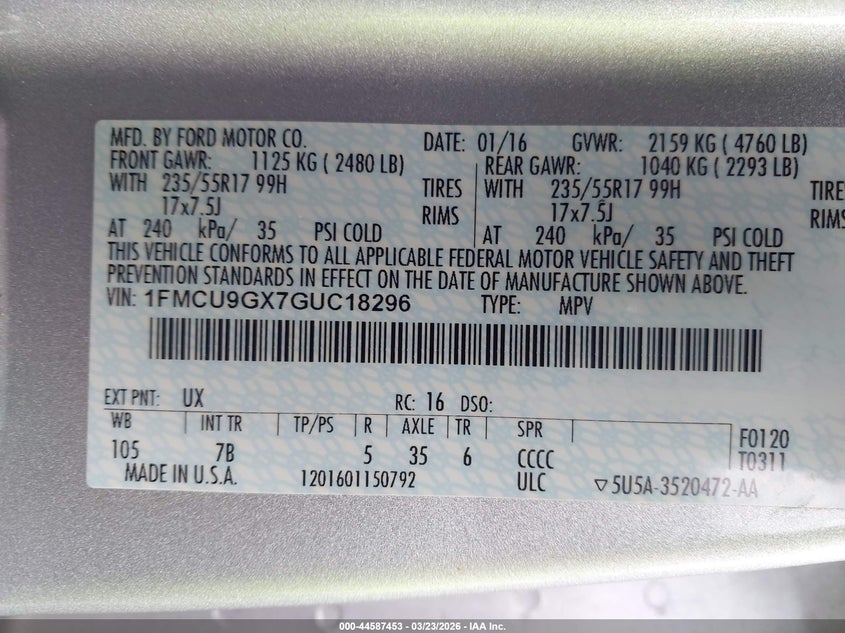 MFD. BY FORD MOTOR CO. DATE: 01/16 GVWR: 2159 KG ( 4760 LB)
FRONT GAWR: 1125 KG ( 2480 LB) REAR GAWR: 1040 KG ( 2293 LB)
WITH 235/55R17 99H TIRES WITH 235/55R17 99H TIRE
17x7.5J RIMS 17x7.5J RIMS
AT 240 kPa/ 35 PSI COLD AT 240 kPa/ 35 PSI COLD
THIS VEHICLE CONFORMS TO ALL APPLICABLE FEDERAL MOTOR VEHICLE SAFETY AND THEFT
PREVENTION STANDARDS IN EFFECT ON THE DATE OF MANUFACTURE SHOWN ABOVE.
VIN: 1FMCU9GX7GUC18296 TYPE: MPV
EXT PNT: UX RC: 16 DSO:
WB INT TR TP/PS R AXLE TR SPR
105 7B 5 35 6 CCCC
F0120
T0311
MADE IN U.S.A. 1201601150792 ULC ▽5U5A-3520472-AA
000-44587453 - 03/23/2026 - IAA Inc.